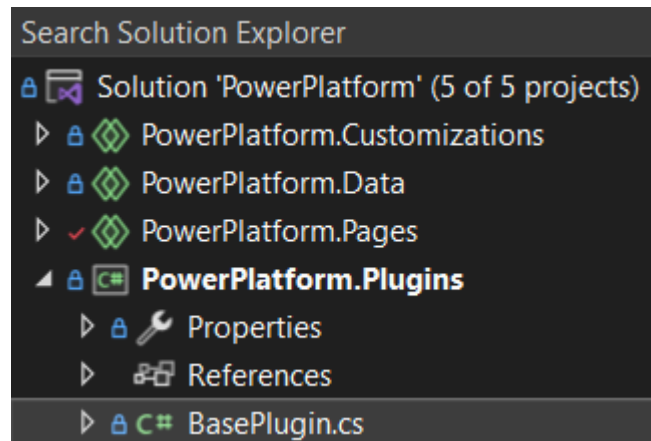 Search Solution Explorer
Solution 'PowerPlatform' (5 of 5 projects)
PowerPlatform.Customizations
PowerPlatform.Data
PowerPlatform.Pages
C# PowerPlatform.Plugins
Properties
References
C# BasePlugin.cs